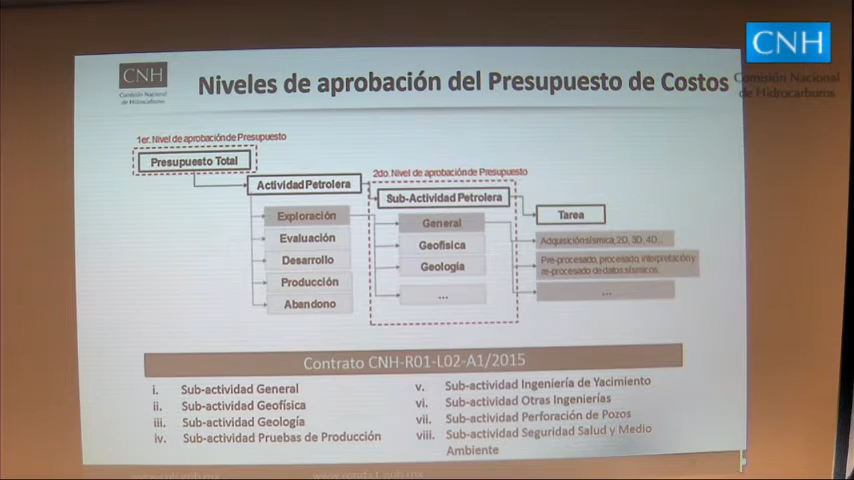 CNH
Comisión Nacional
de Hidrocarburos
CNH
Comisión Nacional
de Hidrocarburos
Niveles de aprobación del Presupuesto de Costos
1er. Nivel de aprobación de Presupuesto
Presupuesto Total
2do. Nivel de aprobación de Presupuesto
Actividad Petrolera
Sub-Actividad Petrolera
Tarea
Exploración
Evaluación
Desarrollo
Producción
Abandono
General
Geofísica
Geología
...
Adquisición sísmica, 2D, 3D, 4D...
Pre-procesado, procesado, interpretación y
re-procesado de datos sísmicos.
...
Contrato CNH-R01-L02-A1/2015
i. Sub-actividad General
ii. Sub-actividad Geofísica
iii. Sub-actividad Geología
iv. Sub-actividad Pruebas de Producción
v. Sub-actividad Ingeniería de Yacimiento
vi. Sub-actividad Otras Ingenierías
vii. Sub-actividad Perforación de Pozos
viii. Sub-actividad Seguridad Salud y Medio
Ambiente